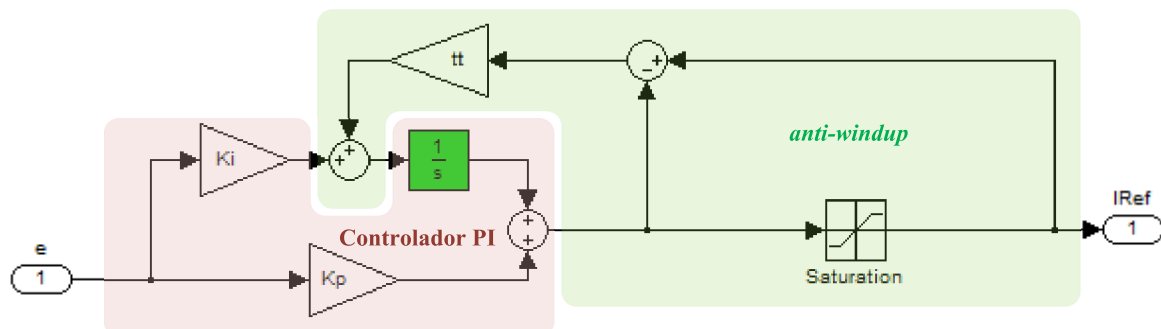 tt
+
-
anti-windup
Ki
+
+
1
s
IRef
1
Controlador PI
+
+
e
1
Kp
Saturation